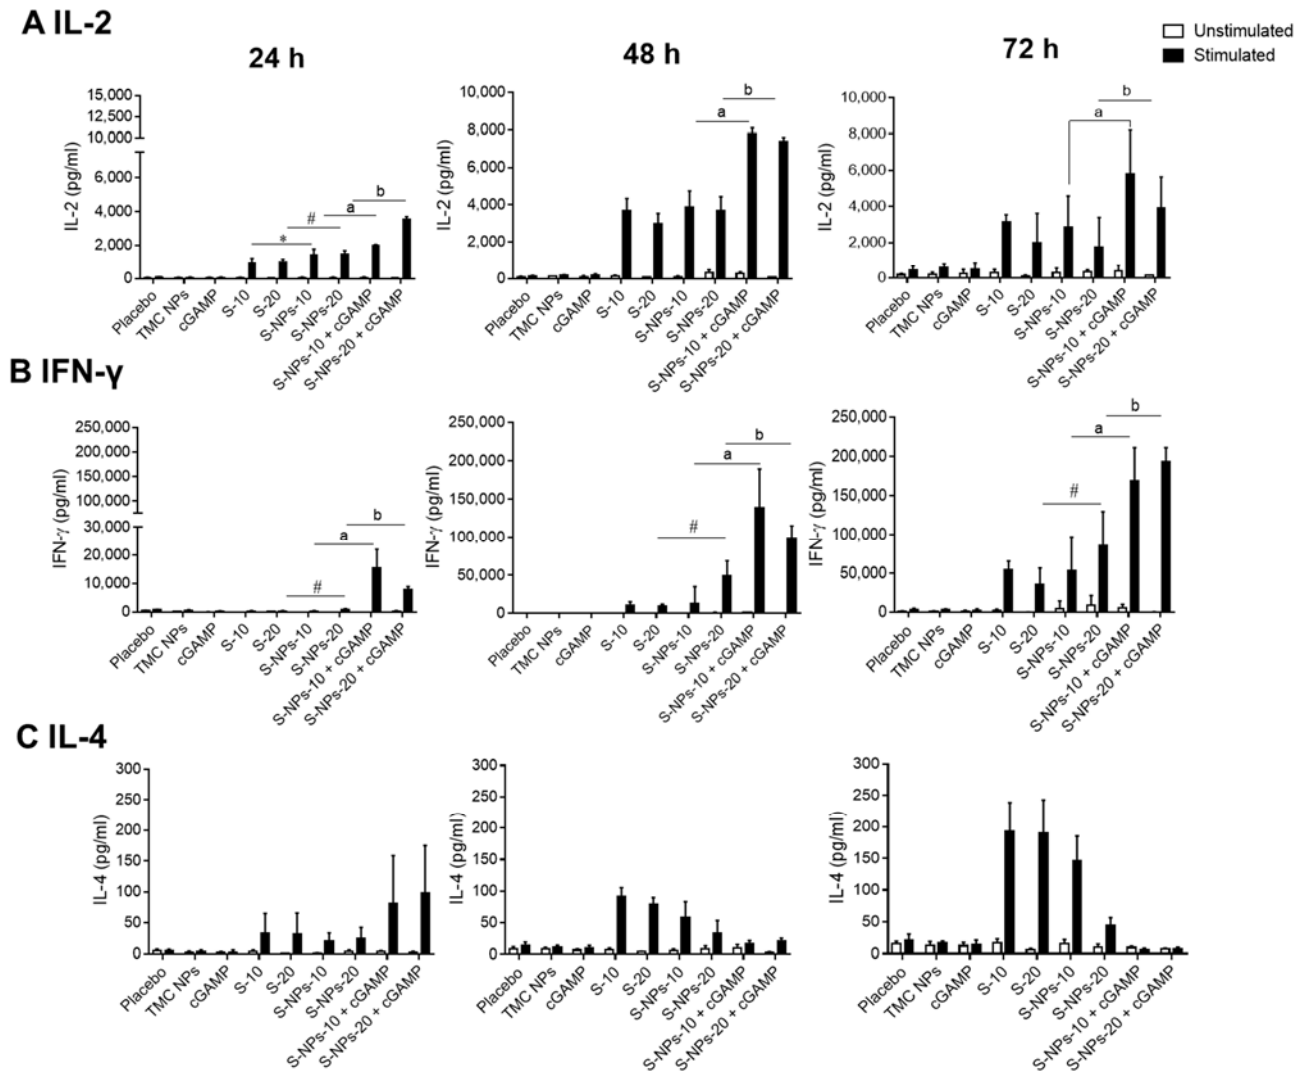 A IL-2
24 h
48 h
72 h
Unstimulated
Stimulated
IL-2 (pg/ml)
15,000
12,500
10,000
6,000
4,000
2,000
0
*
#
a
b
Placebo
TMC NPs
cGAMP
S-10
S-20
S-NPs-10
S-NPs-20
S-NPs-10 + cGAMP
S-NPs-20 + cGAMP
IL-2 (pg/ml)
10,000
8,000
6,000
4,000
2,000
0
a
b
Placebo
TMC NPs
cGAMP
S-10
S-20
S-NPs-10
S-NPs-20
S-NPs-10 + cGAMP
S-NPs-20 + cGAMP
IL-2 (pg/ml)
10,000
8,000
6,000
4,000
2,000
0
a
b
Placebo
TMC NPs
cGAMP
S-10
S-20
S-NPs-10
S-NPs-20
S-NPs-10 + cGAMP
S-NPs-20 + cGAMP
B IFN-γ
IFN-γ (pg/ml)
250,000
200,000
150,000
100,000
50,000
30,000
20,000
10,000
0
#
a
b
Placebo
TMC NPs
cGAMP
S-10
S-20
S-NPs-10
S-NPs-20
S-NPs-10 + cGAMP
S-NPs-20 + cGAMP
IFN-γ (pg/ml)
250,000
200,000
150,000
100,000
50,000
0
#
a
b
Placebo
TMC NPs
cGAMP
S-10
S-20
S-NPs-10
S-NPs-20
S-NPs-10 + cGAMP
S-NPs-20 + cGAMP
IFN-γ (pg/ml)
250,000
200,000
150,000
100,000
50,000
0
#
a
b
Placebo
TMC NPs
cGAMP
S-10
S-20
S-NPs-10
S-NPs-20
S-NPs-10 + cGAMP
S-NPs-20 + cGAMP
C IL-4
IL-4 (pg/ml)
300
250
200
150
100
50
0
Placebo
TMC NPs
cGAMP
S-10
S-20
S-NPs-10
S-NPs-20
S-NPs-10 + cGAMP
S-NPs-20 + cGAMP
IL-4 (pg/ml)
300
250
200
150
100
50
0
Placebo
TMC NPs
cGAMP
S-10
S-20
S-NPs-10
S-NPs-20
S-NPs-10 + cGAMP
S-NPs-20 + cGAMP
IL-4 (pg/ml)
300
250
200
150
100
50
0
Placebo
TMC NPs
cGAMP
S-10
S-20
S-NPs-10
S-NPs-20
S-NPs-10 + cGAMP
S-NPs-20 + cGAMP